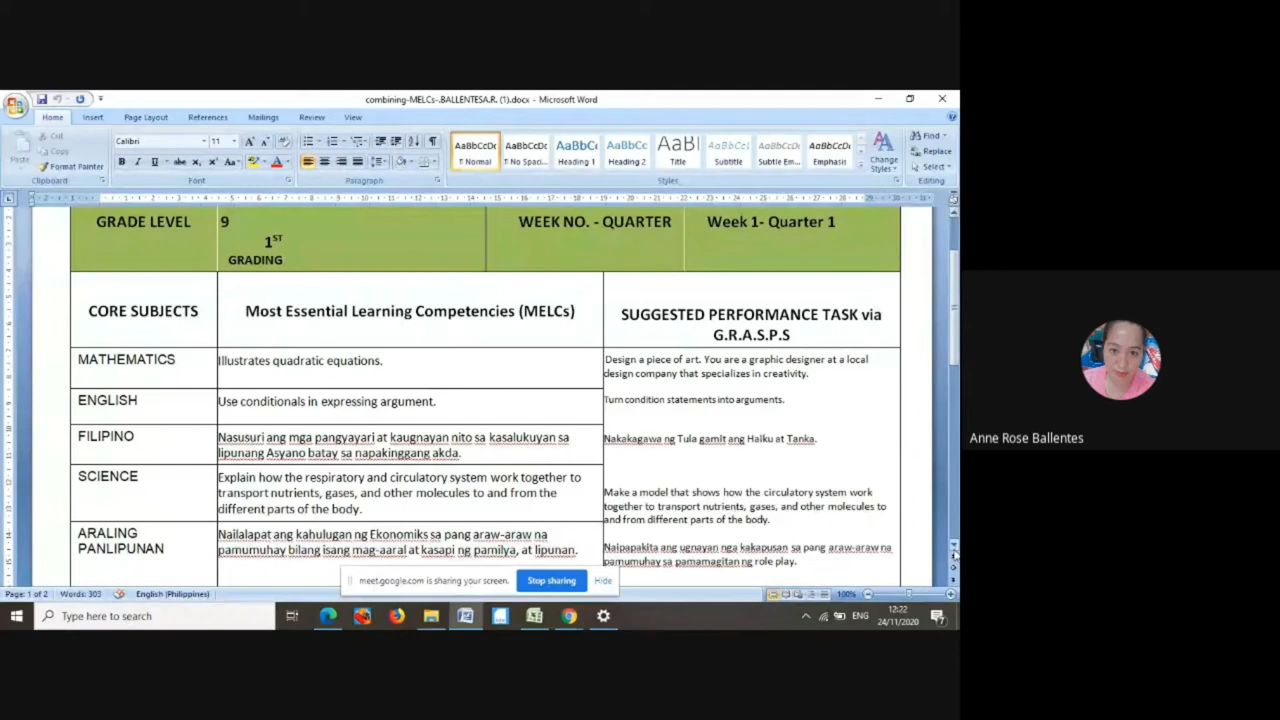 combining-MELCs-.BALLENTESA.R. (1).docx - Microsoft Word
Home Insert Page Layout References Mailings Review View
Cut
Copy
Paste
Format Painter
Clipboard
Calibri 11
Font
Paragraph
AaBbCcDc AaBbCcDc AaBbCc AaBbCc AaBl AaBbCcI AaBbCcDi AaBbCcDi
¶ Normal ¶ No Spaci... Heading 1 Heading 2 Title Subtitle Subtle Em... Emphasis
Change Styles
Styles
Find
Replace
Select
Editing
GRADE LEVEL 9 WEEK NO. - QUARTER Week 1- Quarter 1
1ST
GRADING
CORE SUBJECTS
Most Essential Learning Competencies (MELCs)
SUGGESTED PERFORMANCE TASK via
G.R.A.S.P.S
MATHEMATICS
Illustrates quadratic equations.
Design a piece of art. You are a graphic designer at a local
design company that specializes in creativity.
ENGLISH
Use conditionals in expressing argument.
Turn condition statements into arguments.
FILIPINO
Nasusuri ang mga pangyayari at kaugnayan nito sa kasalukuyan sa
lipunang Asyano batay sa napakinggang akda.
Nakakagawa ng Tula gamit ang Haiku at Tanka.
SCIENCE
Explain how the respiratory and circulatory system work together to
transport nutrients, gases, and other molecules to and from the
different parts of the body.
Make a model that shows how the circulatory system work
together to transport nutrients, gases, and other molecules to
and from different parts of the body.
ARALING
PANLIPUNAN
Nailalapat ang kahulugan ng Ekonomiks sa pang araw-araw na
pamumuhay bilang isang mag-aaral at kasapi ng pamilya, at lipunan.
Naipapakita ang ugnayan nga kakapusan sa pang araw-araw na
pamumuhay sa pamamagitan ng role play.
meet.google.com is sharing your screen. Stop sharing Hide
Page: 1 of 2 Words: 303 English (Philippines) 100%
Type here to search
ENG
12:22
24/11/2020
Anne Rose Ballentes